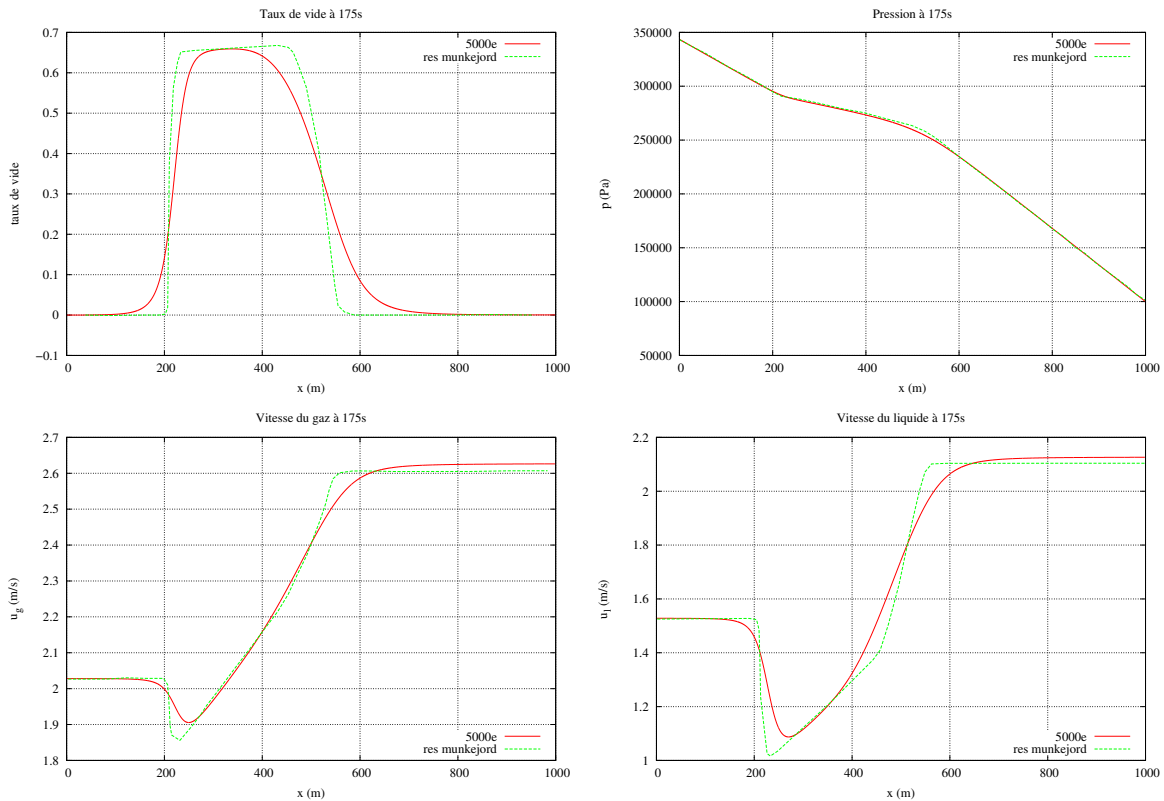 Taux de vide à 175s
taux de vide
0.7
0.6
0.5
0.4
0.3
0.2
0.1
0
−0.1
5000e
res munkejord
0 200 400 600 800 1000
x (m)
Pression à 175s
p (Pa)
350000
300000
250000
200000
150000
100000
50000
5000e
res munkejord
0 200 400 600 800 1000
x (m)
Vitesse du gaz à 175s
u_g (m/s)
2.7
2.6
2.5
2.4
2.3
2.2
2.1
2
1.9
1.8
5000e
res munkejord
0 200 400 600 800 1000
x (m)
Vitesse du liquide à 175s
u_l (m/s)
2.2
2
1.8
1.6
1.4
1.2
1
5000e
res munkejord
0 200 400 600 800 1000
x (m)